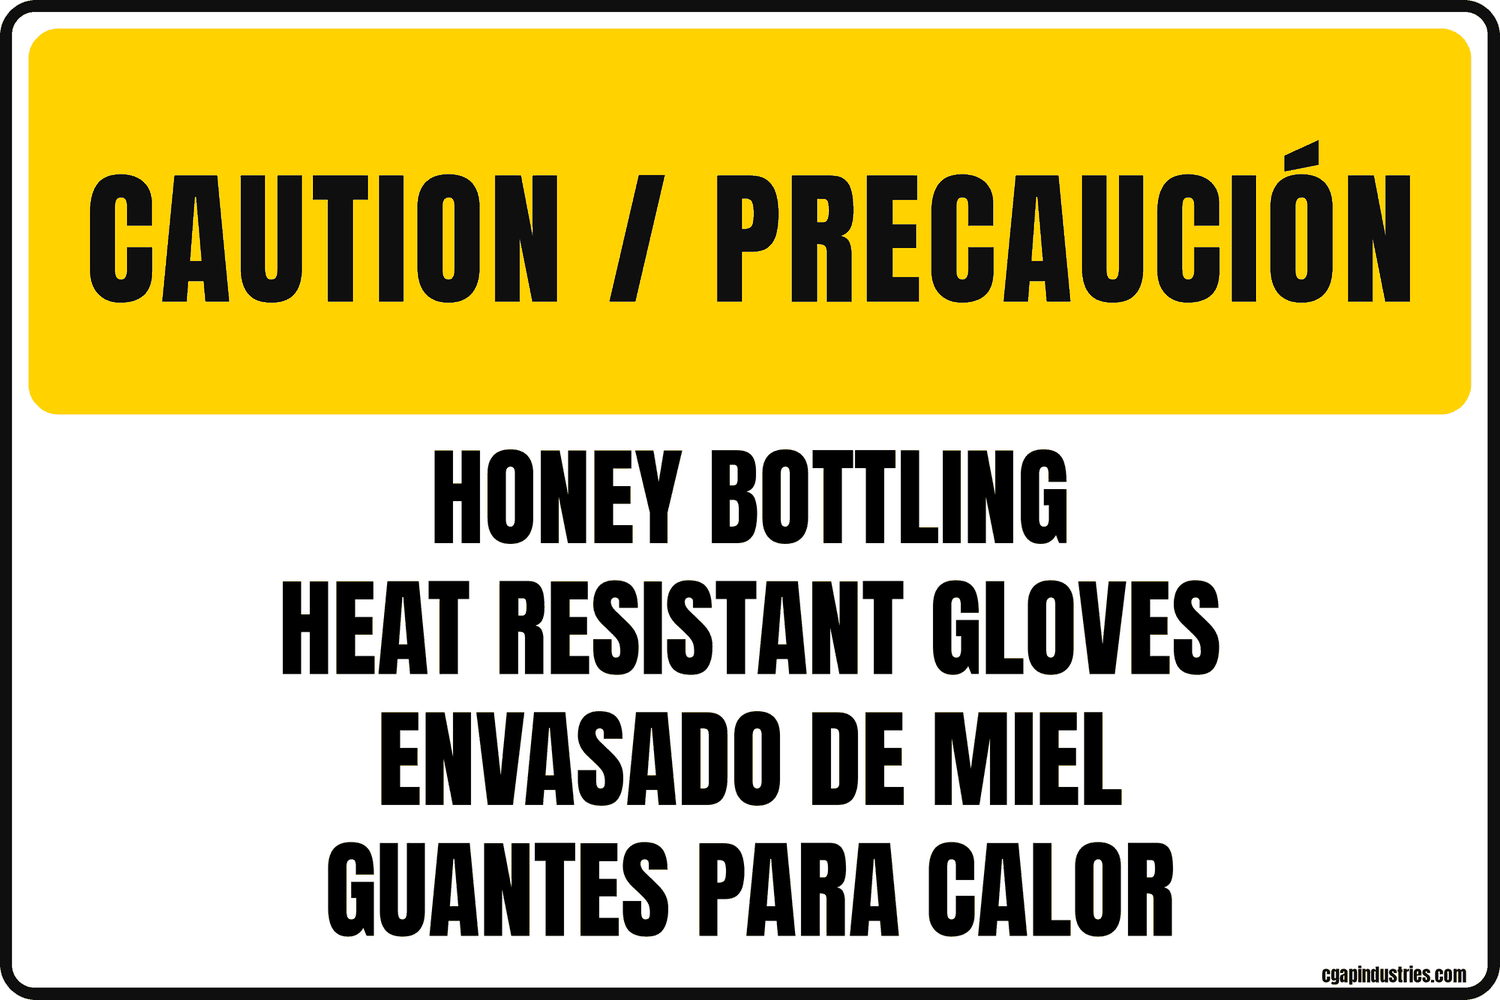 CAUTION / PRECAUCIÓN
HONEY BOTTLING
HEAT RESISTANT GLOVES
ENVASADO DE MIEL
GUANTES PARA CALOR
cgapindustries.com